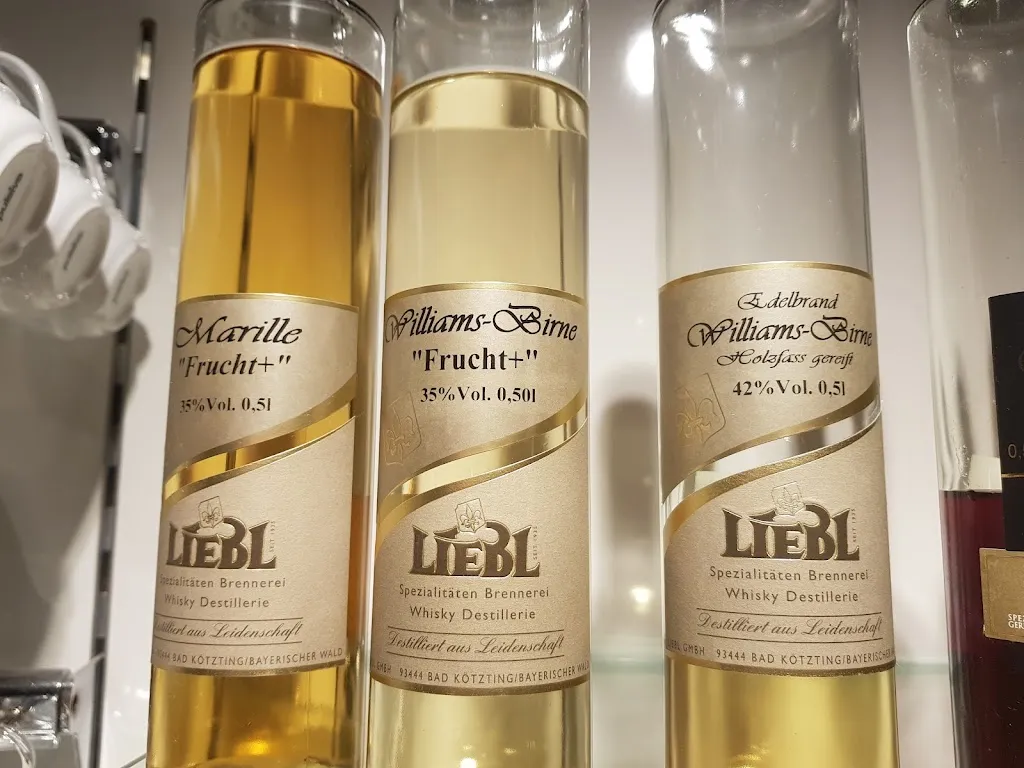 Marille
"Frucht+"
35%Vol. 0,5l
LIEBL
Spezialitäten Brennerei
Whisky Destillerie
Destilliert aus Leidenschaft
93444 BAD KÖTZTING/BAYERISCHER WALD
Williams-Birne
"Frucht+"
35%Vol. 0,50l
LIEBL
Spezialitäten Brennerei
Whisky Destillerie
Destilliert aus Leidenschaft
GMBH 93444 BAD KÖTZTING/BAYERISCHER WALD
Edelbrand
Williams-Birne
Holzfass gereift
42%Vol. 0,5l
LIEBL
Spezialitäten Brennerei
Whisky Destillerie
Destilliert aus Leidenschaft
LIEBL GMBH 93444 BAD KÖTZTING/BAYERISCHER